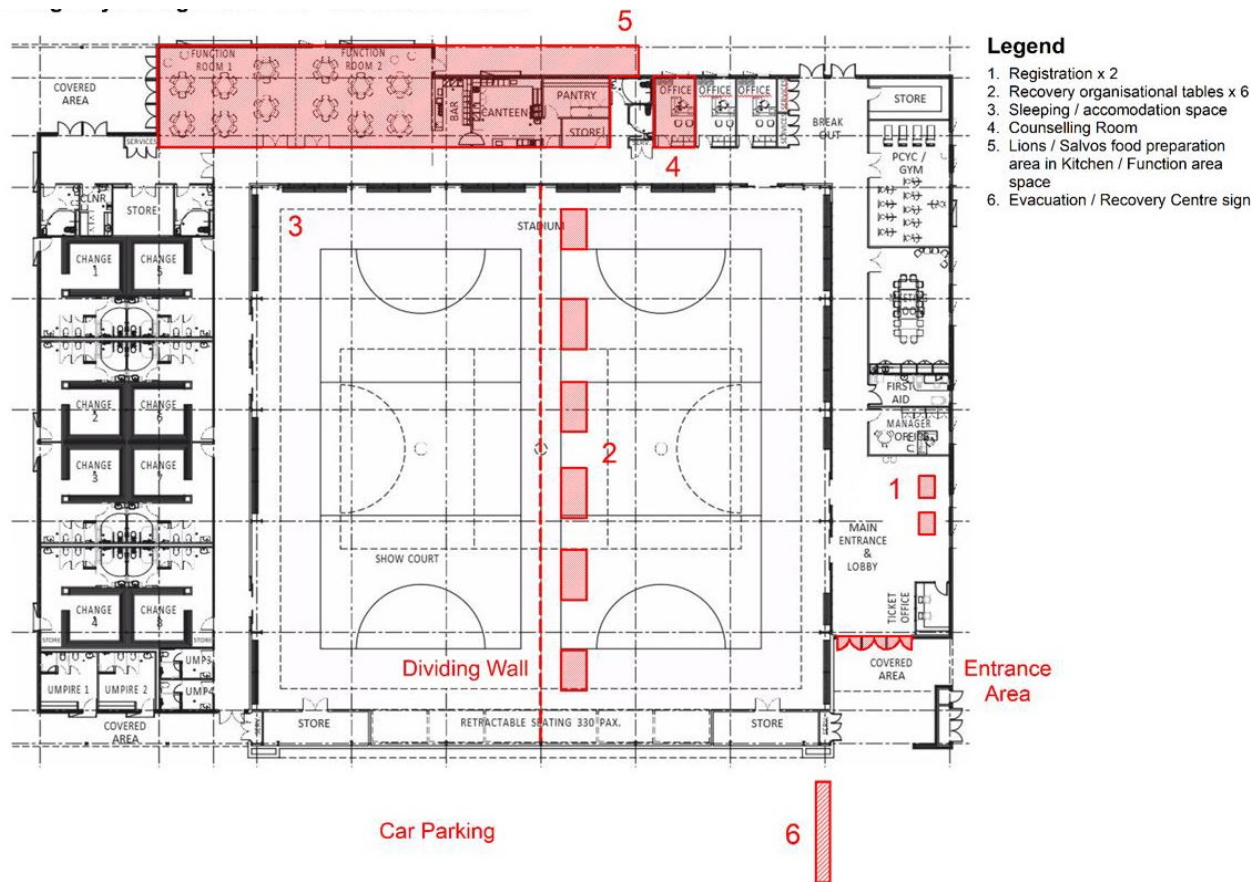 5
Legend
1. Registration x 2
2. Recovery organisational tables x 6
3. Sleeping / accomodation space
4. Counselling Room
5. Lions / Salvos food preparation
area in Kitchen / Function area
space
6. Evacuation / Recovery Centre sign
FUNCTION
ROOM 1
FUNCTION
ROOM 2
COVERED
AREA
BAR
CANTEEN
PANTRY
STORE
OFFICE
OFFICE
OFFICE
SERVICES
BREAK
OUT
STORE
SERVICES
4
PCYC /
GYM
CLNR
STORE
3
STADIUM
CHANGE
1
CHANGE
5
FIRST
AID
CHANGE
2
CHANGE
6
MANAGER
OFFICE
2
CHANGE
3
CHANGE
7
1
MAIN
ENTRANCE
&
LOBBY
SHOW COURT
CHANGE
4
CHANGE
8
TICKET
OFFICE
STORE
STORE
UMP3
UMP4
UMPIRE 1
UMPIRE 2
Dividing Wall
COVERED
AREA
Entrance
Area
COVERED
AREA
STORE
RETRACTABLE SEATING 330 PAX.
STORE
Car Parking
6